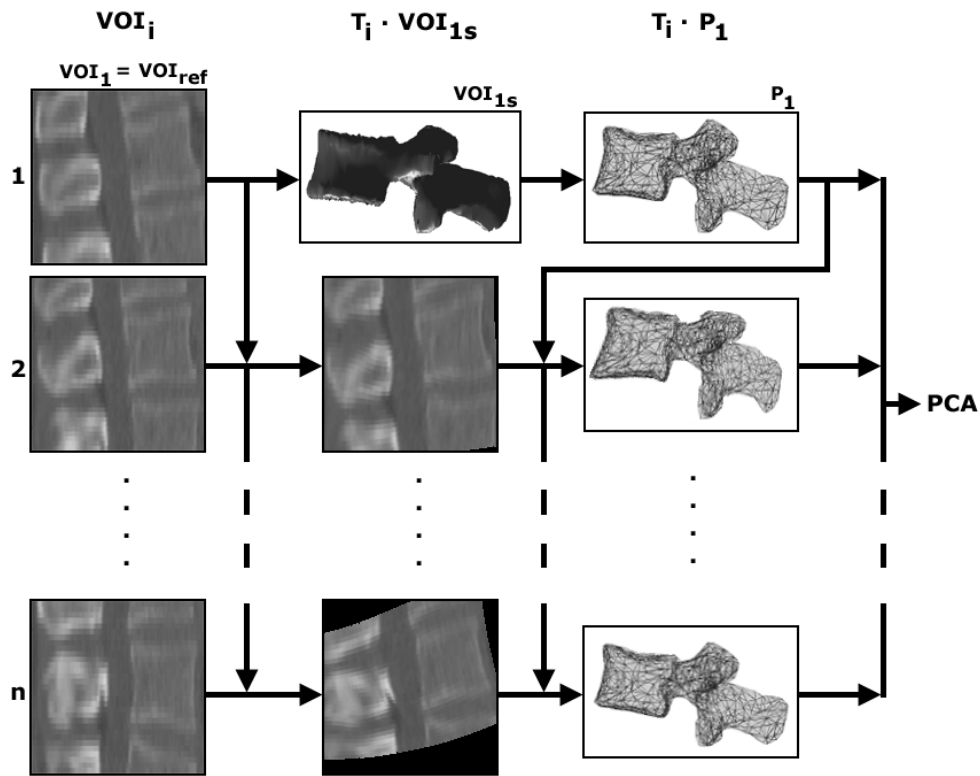 VOIi Ti · VOI1s Ti · P1
VOI1 = VOIref
VOI1s
P1
1
2
PCA
n